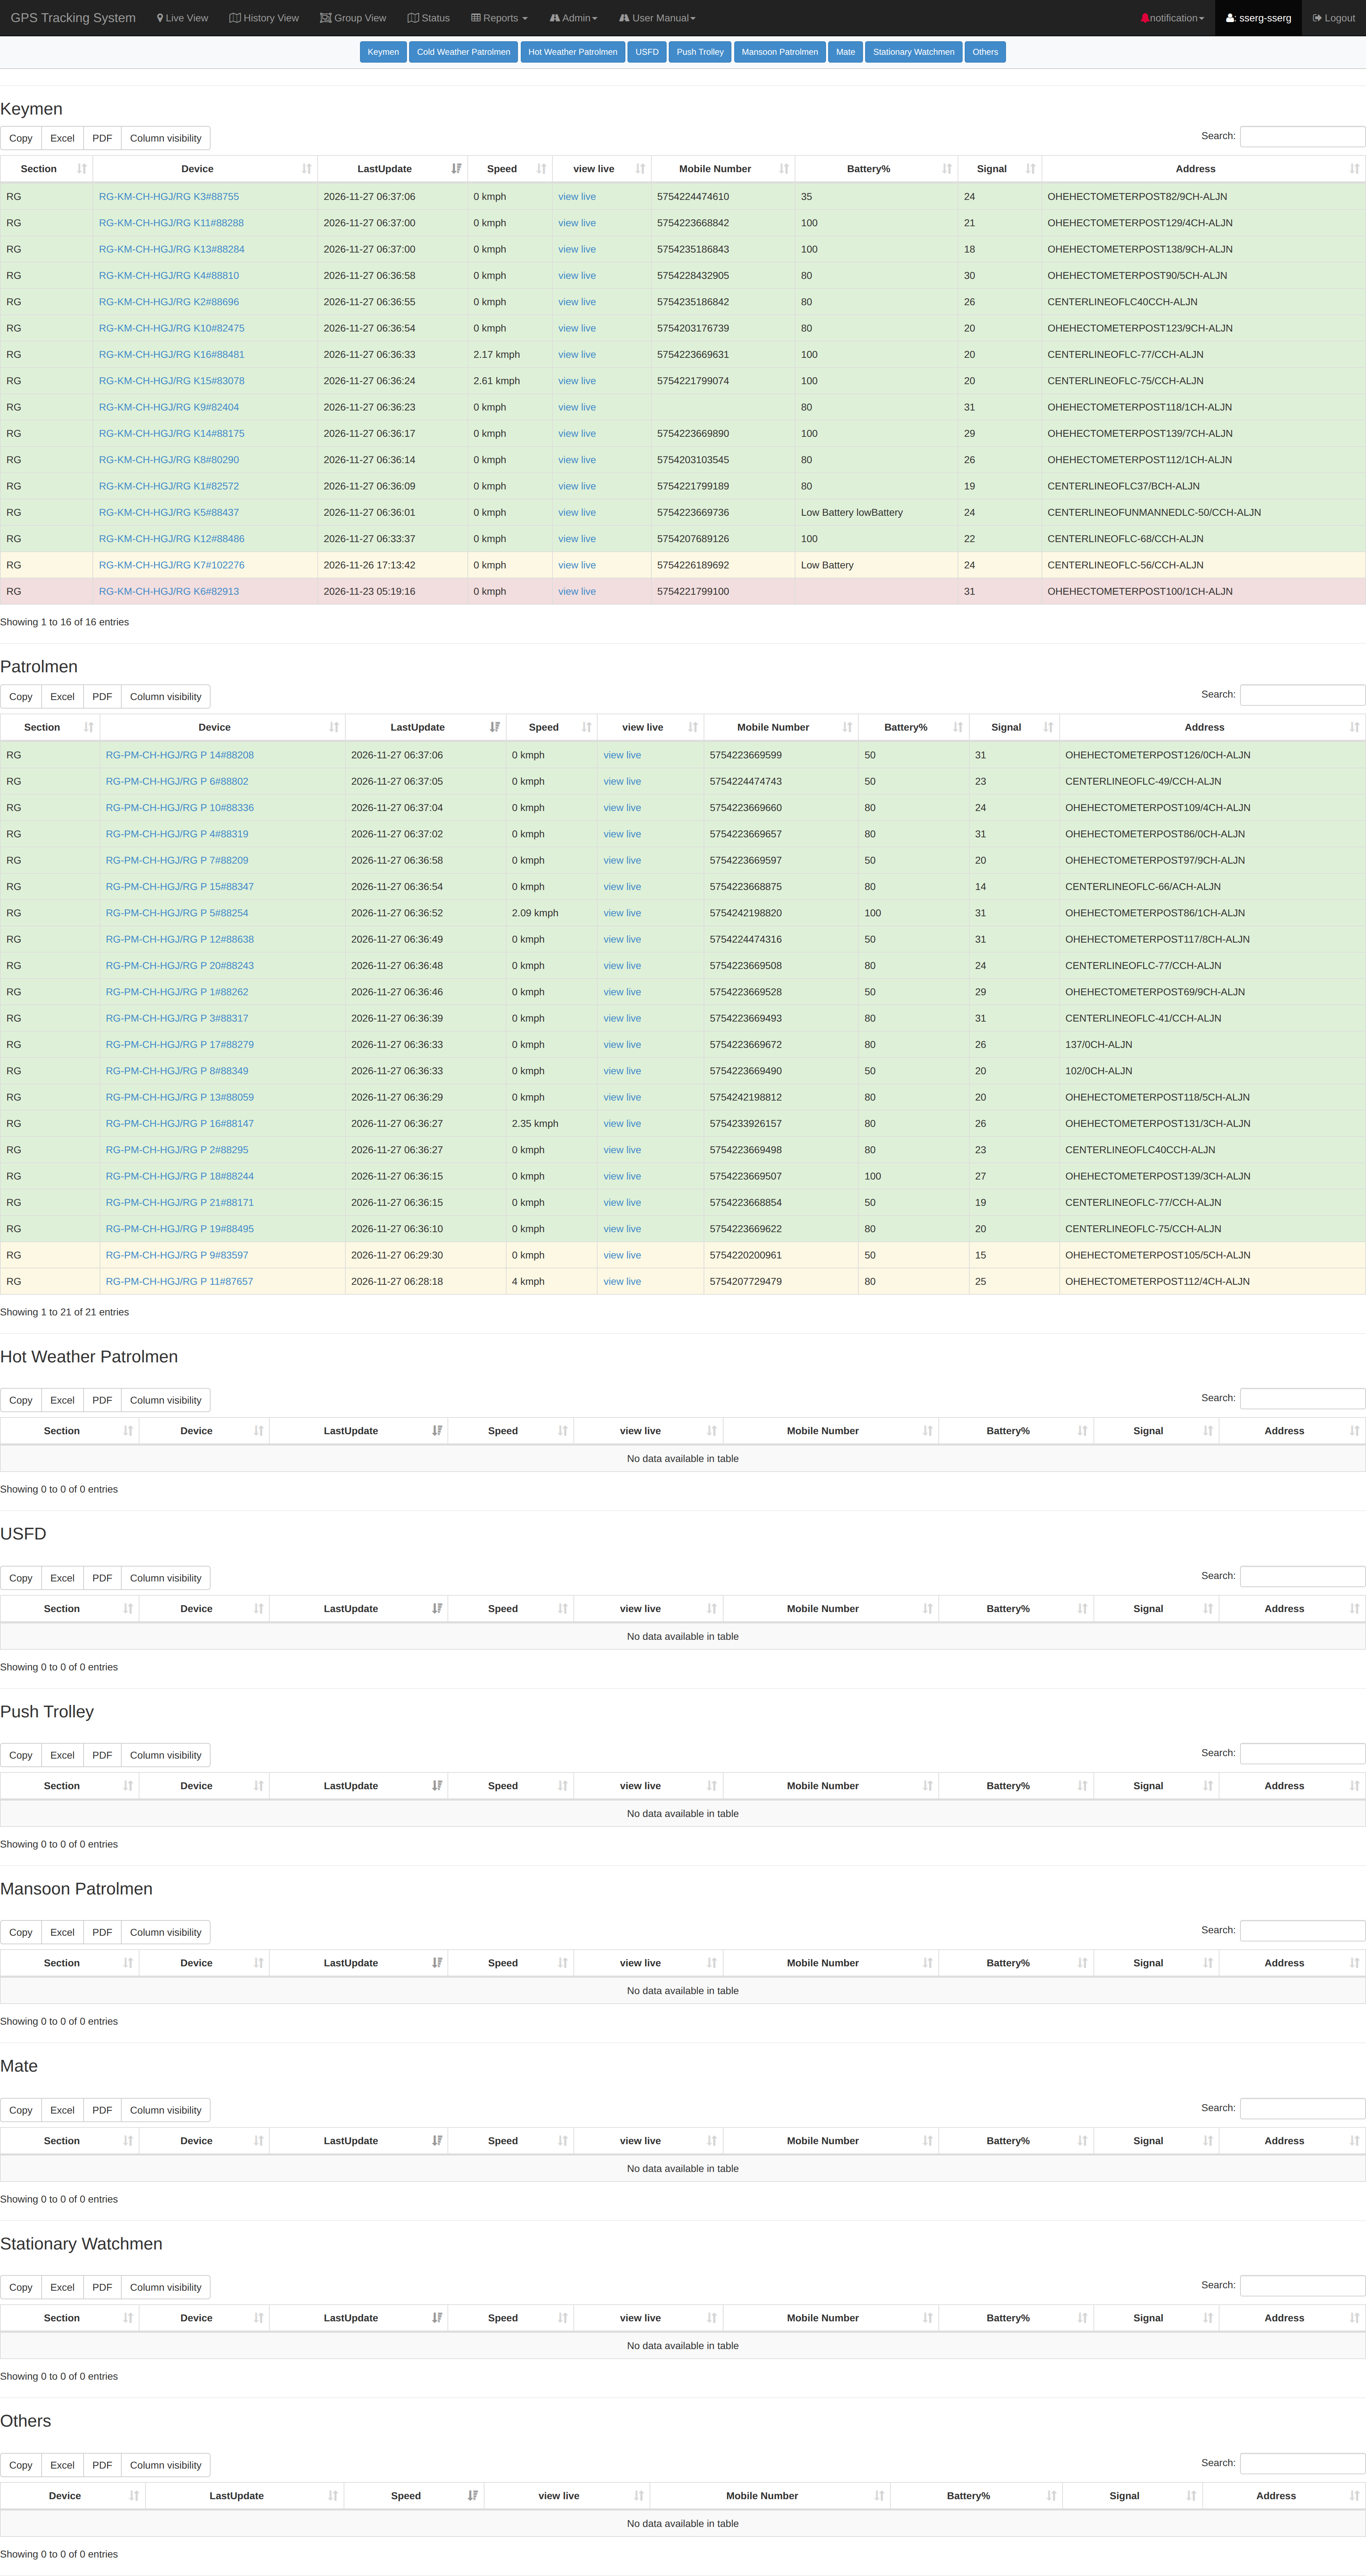 GPS Tracking System Live View History View Group View Status Reports Admin User Manual notification : sserg-sserg Logout
Keymen Cold Weather Patrolmen Hot Weather Patrolmen USFD Push Trolley Mansoon Patrolmen Mate Stationary Watchmen Others
Keymen
Copy Excel PDF Column visibility Search:
Section Device LastUpdate Speed view live Mobile Number Battery% Signal Address
RG RG-KM-CH-HGJ/RG K3#88755 2026-11-27 06:37:06 0 kmph view live 5754224474610 35 24 OHEHECTOMETERPOST82/9CH-ALJN
RG RG-KM-CH-HGJ/RG K11#88288 2026-11-27 06:37:00 0 kmph view live 5754223668842 100 21 OHEHECTOMETERPOST129/4CH-ALJN
RG RG-KM-CH-HGJ/RG K13#88284 2026-11-27 06:37:00 0 kmph view live 5754235186843 100 18 OHEHECTOMETERPOST138/9CH-ALJN
RG RG-KM-CH-HGJ/RG K4#88810 2026-11-27 06:36:58 0 kmph view live 5754228432905 80 30 OHEHECTOMETERPOST90/5CH-ALJN
RG RG-KM-CH-HGJ/RG K2#88696 2026-11-27 06:36:55 0 kmph view live 5754235186842 80 26 CENTERLINEOFLC40CCH-ALJN
RG RG-KM-CH-HGJ/RG K10#82475 2026-11-27 06:36:54 0 kmph view live 5754203176739 80 20 OHEHECTOMETERPOST123/9CH-ALJN
RG RG-KM-CH-HGJ/RG K16#88481 2026-11-27 06:36:33 2.17 kmph view live 5754223669631 100 20 CENTERLINEOFLC-77/CCH-ALJN
RG RG-KM-CH-HGJ/RG K15#83078 2026-11-27 06:36:24 2.61 kmph view live 5754221799074 100 20 CENTERLINEOFLC-75/CCH-ALJN
RG RG-KM-CH-HGJ/RG K9#82404 2026-11-27 06:36:23 0 kmph view live 80 31 OHEHECTOMETERPOST118/1CH-ALJN
RG RG-KM-CH-HGJ/RG K14#88175 2026-11-27 06:36:17 0 kmph view live 5754223669890 100 29 OHEHECTOMETERPOST139/7CH-ALJN
RG RG-KM-CH-HGJ/RG K8#80290 2026-11-27 06:36:14 0 kmph view live 5754203103545 80 26 OHEHECTOMETERPOST112/1CH-ALJN
RG RG-KM-CH-HGJ/RG K1#82572 2026-11-27 06:36:09 0 kmph view live 5754221799189 80 19 CENTERLINEOFLC37/BCH-ALJN
RG RG-KM-CH-HGJ/RG K5#88437 2026-11-27 06:36:01 0 kmph view live 5754223669736 Low Battery lowBattery 24 CENTERLINEOFUNMANNEDLC-50/CCH-ALJN
RG RG-KM-CH-HGJ/RG K12#88486 2026-11-27 06:33:37 0 kmph view live 5754207689126 100 22 CENTERLINEOFLC-68/CCH-ALJN
RG RG-KM-CH-HGJ/RG K7#102276 2026-11-26 17:13:42 0 kmph view live 5754226189692 Low Battery 24 CENTERLINEOFLC-56/CCH-ALJN
RG RG-KM-CH-HGJ/RG K6#82913 2026-11-23 05:19:16 0 kmph view live 5754221799100 31 OHEHECTOMETERPOST100/1CH-ALJN
Showing 1 to 16 of 16 entries
Patrolmen
Copy Excel PDF Column visibility Search:
Section Device LastUpdate Speed view live Mobile Number Battery% Signal Address
RG RG-PM-CH-HGJ/RG P 14#88208 2026-11-27 06:37:06 0 kmph view live 5754223669599 50 31 OHEHECTOMETERPOST126/0CH-ALJN
RG RG-PM-CH-HGJ/RG P 6#88802 2026-11-27 06:37:05 0 kmph view live 5754224474743 50 23 CENTERLINEOFLC-49/CCH-ALJN
RG RG-PM-CH-HGJ/RG P 10#88336 2026-11-27 06:37:04 0 kmph view live 5754223669660 80 24 OHEHECTOMETERPOST109/4CH-ALJN
RG RG-PM-CH-HGJ/RG P 4#88319 2026-11-27 06:37:02 0 kmph view live 5754223669657 80 31 OHEHECTOMETERPOST86/0CH-ALJN
RG RG-PM-CH-HGJ/RG P 7#88209 2026-11-27 06:36:58 0 kmph view live 5754223669597 50 20 OHEHECTOMETERPOST97/9CH-ALJN
RG RG-PM-CH-HGJ/RG P 15#88347 2026-11-27 06:36:54 0 kmph view live 5754223668875 80 14 CENTERLINEOFLC-66/ACH-ALJN
RG RG-PM-CH-HGJ/RG P 5#88254 2026-11-27 06:36:52 2.09 kmph view live 5754242198820 100 31 OHEHECTOMETERPOST86/1CH-ALJN
RG RG-PM-CH-HGJ/RG P 12#88638 2026-11-27 06:36:49 0 kmph view live 5754224474316 50 31 OHEHECTOMETERPOST117/8CH-ALJN
RG RG-PM-CH-HGJ/RG P 20#88243 2026-11-27 06:36:48 0 kmph view live 5754223669508 80 24 CENTERLINEOFLC-77/CCH-ALJN
RG RG-PM-CH-HGJ/RG P 1#88262 2026-11-27 06:36:46 0 kmph view live 5754223669528 50 29 OHEHECTOMETERPOST69/9CH-ALJN
RG RG-PM-CH-HGJ/RG P 3#88317 2026-11-27 06:36:39 0 kmph view live 5754223669493 80 31 CENTERLINEOFLC-41/CCH-ALJN
RG RG-PM-CH-HGJ/RG P 17#88279 2026-11-27 06:36:33 0 kmph view live 5754223669672 80 26 137/0CH-ALJN
RG RG-PM-CH-HGJ/RG P 8#88349 2026-11-27 06:36:33 0 kmph view live 5754223669490 50 20 102/0CH-ALJN
RG RG-PM-CH-HGJ/RG P 13#88059 2026-11-27 06:36:29 0 kmph view live 5754242198812 80 20 OHEHECTOMETERPOST118/5CH-ALJN
RG RG-PM-CH-HGJ/RG P 16#88147 2026-11-27 06:36:27 2.35 kmph view live 5754233926157 80 26 OHEHECTOMETERPOST131/3CH-ALJN
RG RG-PM-CH-HGJ/RG P 2#88295 2026-11-27 06:36:27 0 kmph view live 5754223669498 80 23 CENTERLINEOFLC40CCH-ALJN
RG RG-PM-CH-HGJ/RG P 18#88244 2026-11-27 06:36:15 0 kmph view live 5754223669507 100 27 OHEHECTOMETERPOST139/3CH-ALJN
RG RG-PM-CH-HGJ/RG P 21#88171 2026-11-27 06:36:15 0 kmph view live 5754223668854 50 19 CENTERLINEOFLC-77/CCH-ALJN
RG RG-PM-CH-HGJ/RG P 19#88495 2026-11-27 06:36:10 0 kmph view live 5754223669622 80 20 CENTERLINEOFLC-75/CCH-ALJN
RG RG-PM-CH-HGJ/RG P 9#83597 2026-11-27 06:29:30 0 kmph view live 5754220200961 50 15 OHEHECTOMETERPOST105/5CH-ALJN
RG RG-PM-CH-HGJ/RG P 11#87657 2026-11-27 06:28:18 4 kmph view live 5754207729479 80 25 OHEHECTOMETERPOST112/4CH-ALJN
Showing 1 to 21 of 21 entries
Hot Weather Patrolmen
Copy Excel PDF Column visibility Search:
Section Device LastUpdate Speed view live Mobile Number Battery% Signal Address
No data available in table
Showing 0 to 0 of 0 entries
USFD
Copy Excel PDF Column visibility Search:
Section Device LastUpdate Speed view live Mobile Number Battery% Signal Address
No data available in table
Showing 0 to 0 of 0 entries
Push Trolley
Copy Excel PDF Column visibility Search:
Section Device LastUpdate Speed view live Mobile Number Battery% Signal Address
No data available in table
Showing 0 to 0 of 0 entries
Mansoon Patrolmen
Copy Excel PDF Column visibility Search:
Section Device LastUpdate Speed view live Mobile Number Battery% Signal Address
No data available in table
Showing 0 to 0 of 0 entries
Mate
Copy Excel PDF Column visibility Search:
Section Device LastUpdate Speed view live Mobile Number Battery% Signal Address
No data available in table
Showing 0 to 0 of 0 entries
Stationary Watchmen
Copy Excel PDF Column visibility Search:
Section Device LastUpdate Speed view live Mobile Number Battery% Signal Address
No data available in table
Showing 0 to 0 of 0 entries
Others
Copy Excel PDF Column visibility Search:
Device LastUpdate Speed view live Mobile Number Battery% Signal Address
No data available in table
Showing 0 to 0 of 0 entries